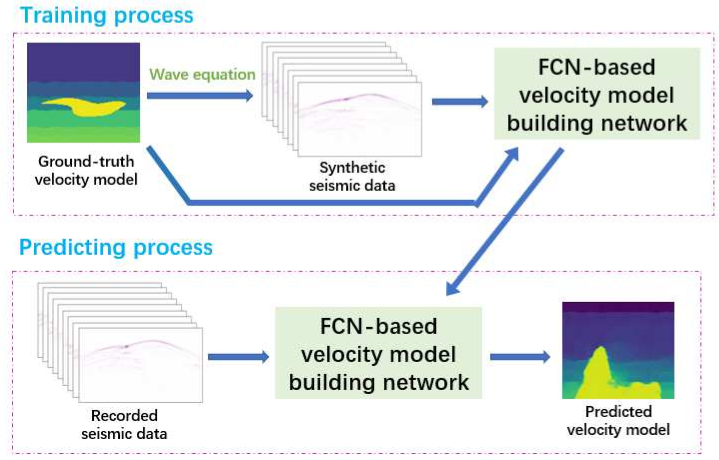 Training process
Wave equation
FCN-based
velocity model
building network
Ground-truth
velocity model
Synthetic
seismic data
Predicting process
FCN-based
velocity model
building network
Recorded
seismic data
Predicted
velocity model